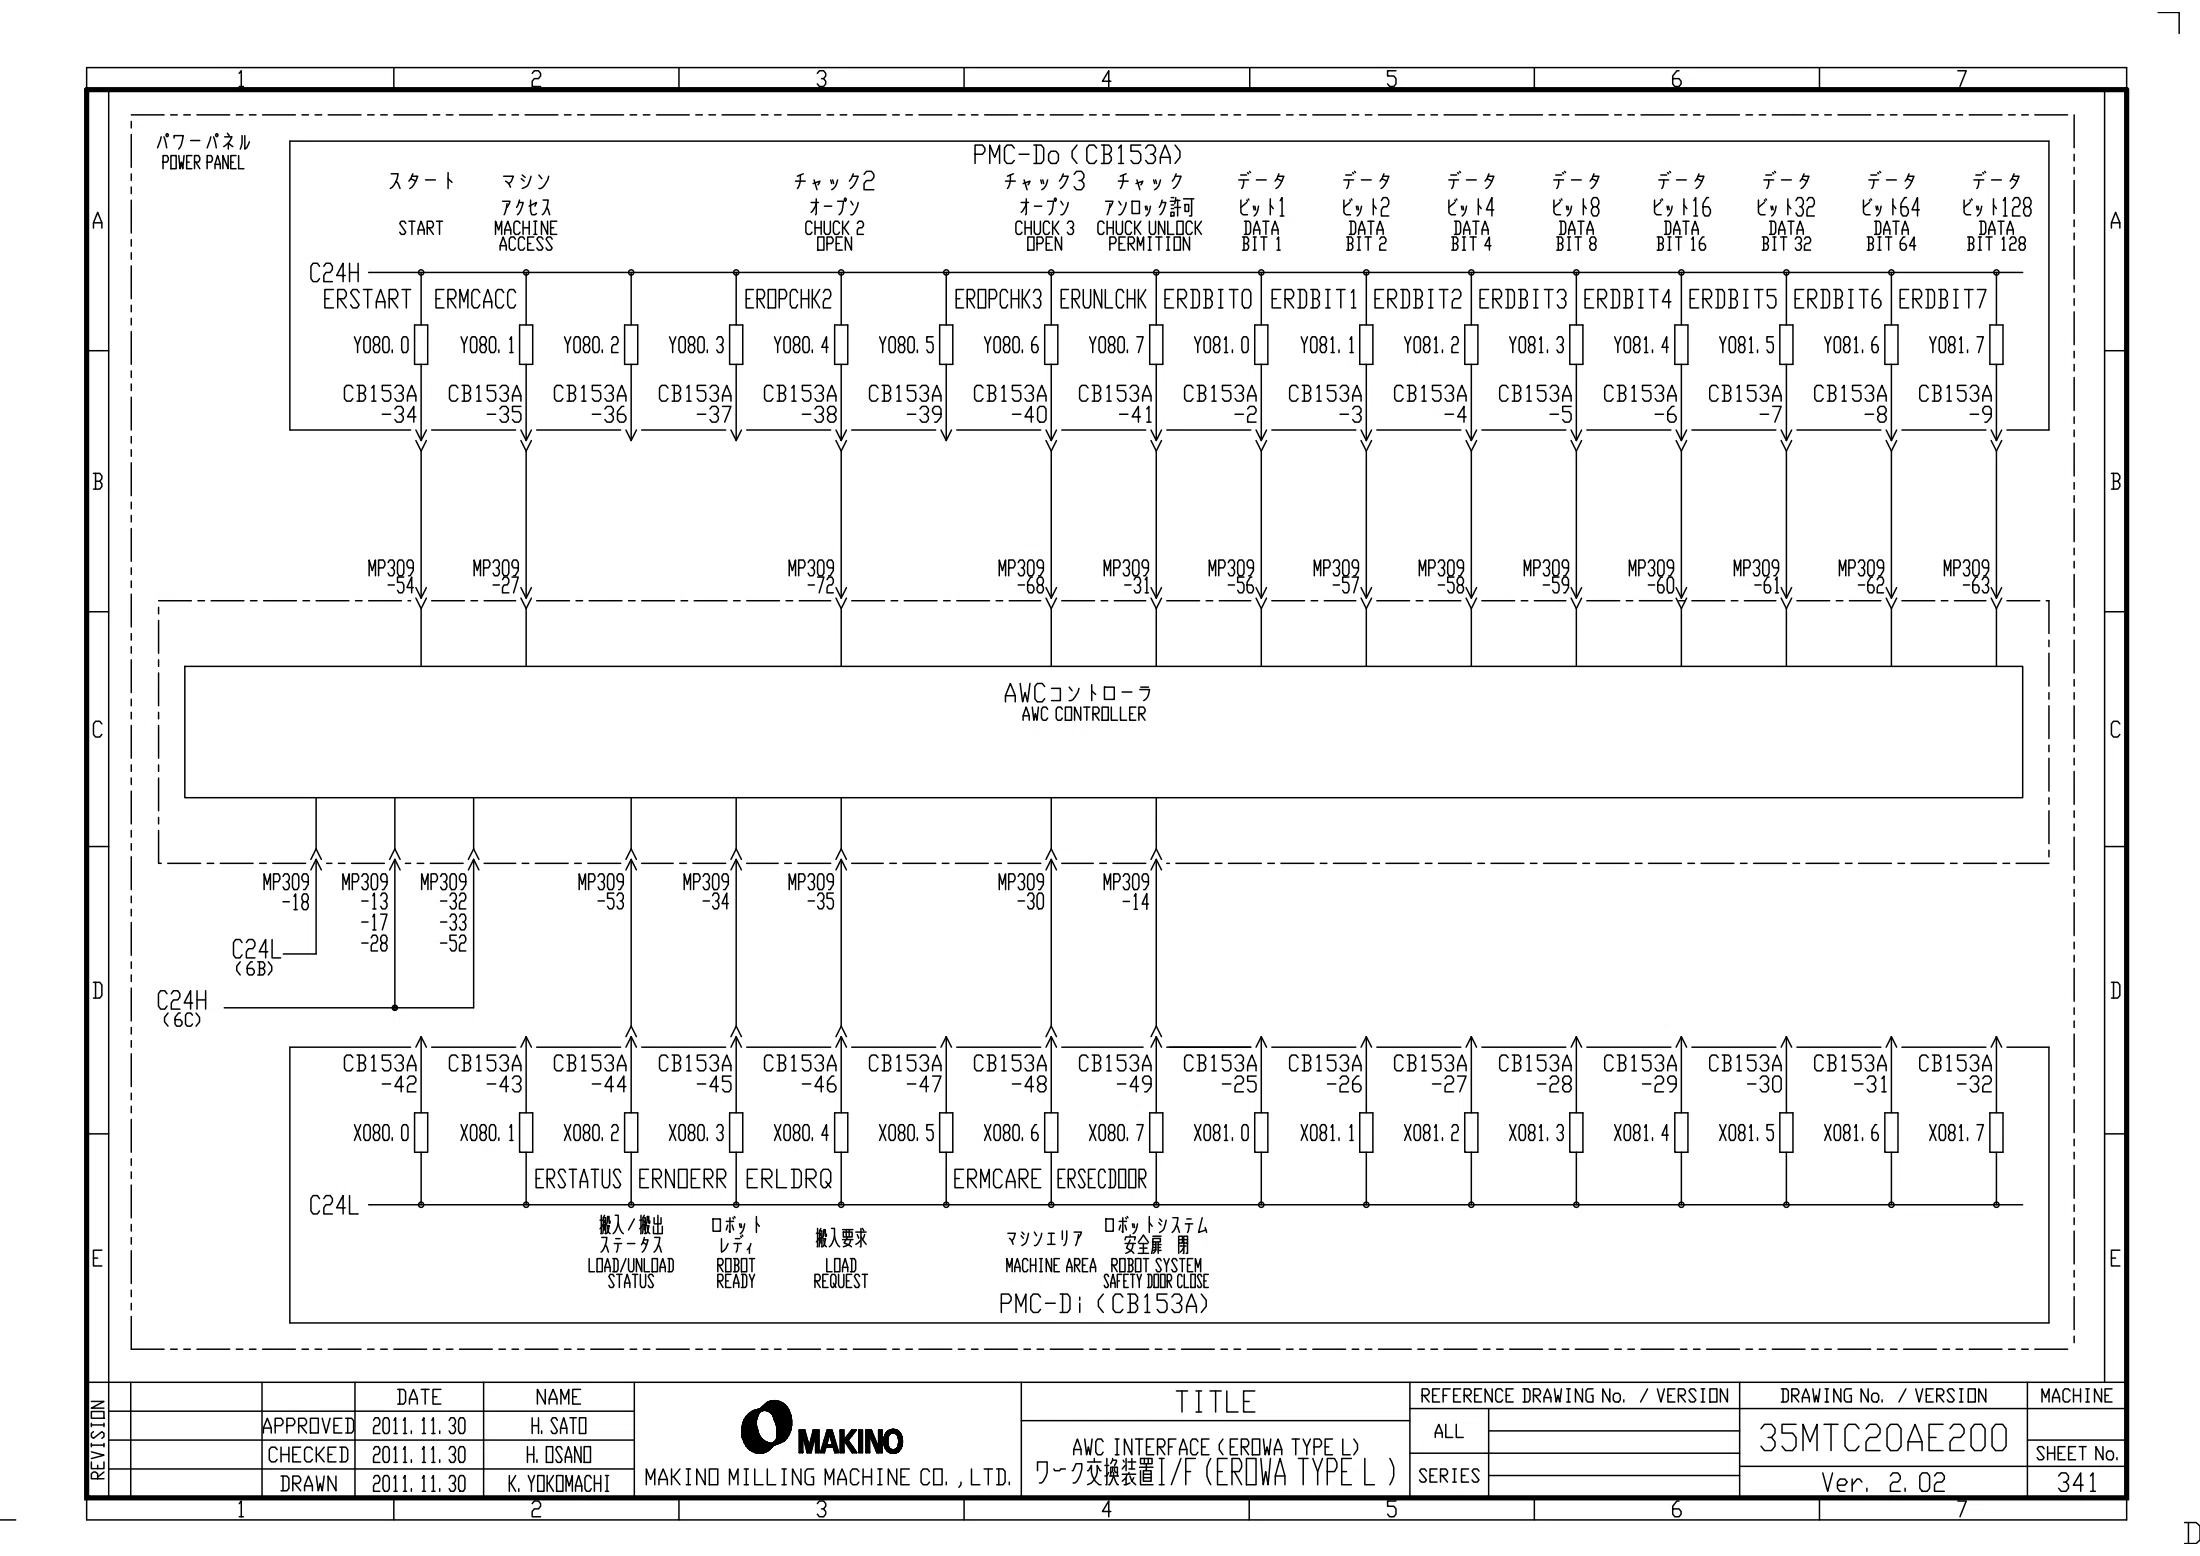 1 2 3 4 5 6 7
パワーパネル
POWER PANEL
PMC-Do (CB153A)
スタート マシン チャック2 チャック3 チャック データ データ データ データ データ データ データ データ
アクセス オープン オープン アンロック許可 ビット1 ビット2 ビット4 ビット8 ビット16 ビット32 ビット64 ビット128
START MACHINE CHUCK 2 CHUCK 3 CHUCK UNLOCK DATA DATA DATA DATA DATA DATA DATA DATA
ACCESS OPEN OPEN PERMITION BIT 1 BIT 2 BIT 4 BIT 8 BIT 16 BIT 32 BIT 64 BIT 128
A A
C24H
ERSTART ERMCACC EROPCHK2 EROPCHK3 ERUNLCHK ERDBIT0 ERDBIT1 ERDBIT2 ERDBIT3 ERDBIT4 ERDBIT5 ERDBIT6 ERDBIT7
Y080.0 Y080.1 Y080.2 Y080.3 Y080.4 Y080.5 Y080.6 Y080.7 Y081.0 Y081.1 Y081.2 Y081.3 Y081.4 Y081.5 Y081.6 Y081.7
CB153A CB153A CB153A CB153A CB153A CB153A CB153A CB153A CB153A CB153A CB153A CB153A CB153A CB153A CB153A CB153A
-34 -35 -36 -37 -38 -39 -40 -41 -2 -3 -4 -5 -6 -7 -8 -9
B B
MP309 MP309 MP309 MP309 MP309 MP309 MP309 MP309 MP309 MP309 MP309 MP309 MP309
-54 -27 -72 -68 -31 -56 -57 -58 -59 -60 -61 -62 -63
AWCコントローラ
AWC CONTROLLER
C C
MP309 MP309 MP309 MP309 MP309 MP309 MP309 MP309
-18 -13 -32 -53 -34 -35 -30 -14
-17 -33
-28 -52
C24L
(6B)
D D
C24H
(6C)
CB153A CB153A CB153A CB153A CB153A CB153A CB153A CB153A CB153A CB153A CB153A CB153A CB153A CB153A CB153A CB153A
-42 -43 -44 -45 -46 -47 -48 -49 -25 -26 -27 -28 -29 -30 -31 -32
X080.0 X080.1 X080.2 X080.3 X080.4 X080.5 X080.6 X080.7 X081.0 X081.1 X081.2 X081.3 X081.4 X081.5 X081.6 X081.7
ERSTATUS ERNOERR ERLDRQ ERMCARE ERSECDOOR
C24L
搬入/搬出 ロボット 搬入要求 マシンエリア ロボットシステム
ステータス レディ 安全扉 閉
LOAD/UNLOAD ROBOT LOAD MACHINE AREA ROBOT SYSTEM
STATUS READY REQUEST SAFETY DOOR CLOSE
E E
PMC-Di (CB153A)
REVISION
DATE NAME
APPROVED 2011.11.30 H. SATO
CHECKED 2011.11.30 H. OSANO
DRAWN 2011.11.30 K. YOKOMACHI
MAKINO
MAKINO MILLING MACHINE CO.,LTD.
TITLE
AWC INTERFACE (EROWA TYPE L)
ワーク交換装置I/F (EROWA TYPE L )
REFERENCE DRAWING No. / VERSION
ALL
SERIES
DRAWING No. / VERSION
35MTC20AE200
Ver. 2.02
MACHINE
SHEET No.
341
1 2 3 4 5 6 7
D